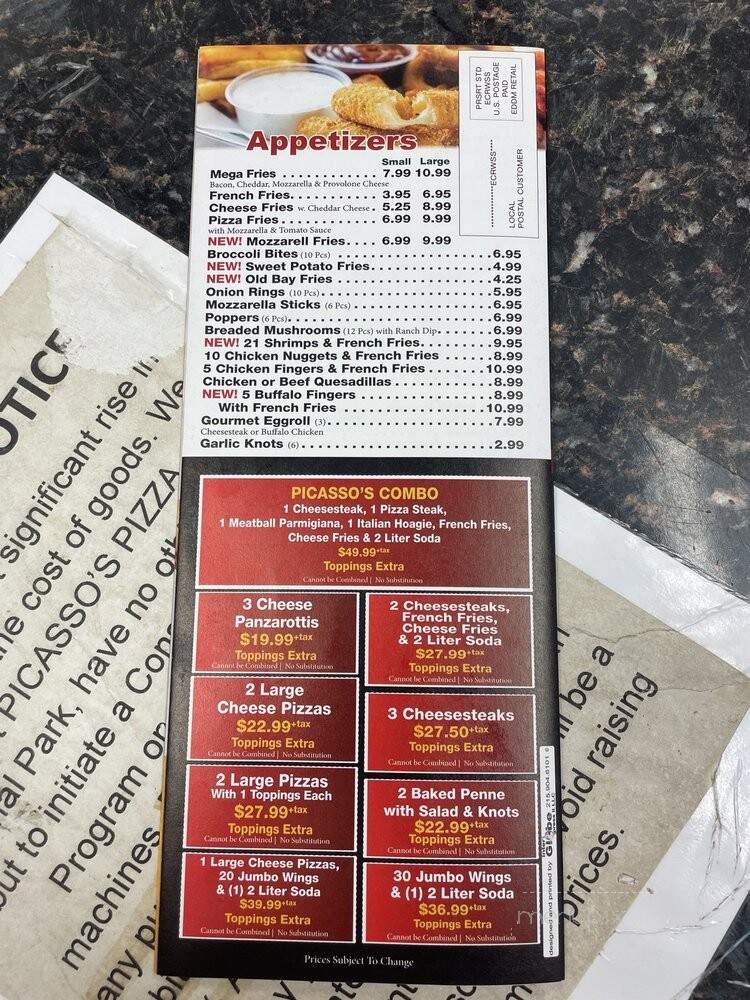 PRSRT STD
ECRWSS
U.S. POSTAGE
PAID
EDDM RETAIL
****************ECRWSS****
LOCAL
POSTAL CUSTOMER
Appetizers
Small Large
Mega Fries . . . . . . . . . . . . 7.99 10.99
Bacon, Cheddar, Mozzarella & Provolone Cheese
French Fries. . . . . . . . . . . . 3.95 6.95
Cheese Fries w. Cheddar Cheese . 5.25 8.99
Pizza Fries . . . . . . . . . . . . 6.99 9.99
with Mozzarella & Tomato Sauce
NEW! Mozzarell Fries. . . . 6.99 9.99
Broccoli Bites (10 Pcs) . . . . . . . . . . . . 6.95
NEW! Sweet Potato Fries. . . . . . . . . . . . 4.99
NEW! Old Bay Fries . . . . . . . . . . . . 4.25
Onion Rings (10 Pcs) . . . . . . . . . . . . 5.95
Mozzarella Sticks (6 Pcs) . . . . . . . . . . . . 6.95
Poppers (6 Pcs). . . . . . . . . . . . 6.99
Breaded Mushrooms (12 Pcs) with Ranch Dip. . . . . . . 6.99
NEW! 21 Shrimps & French Fries. . . . . . . . 9.95
10 Chicken Nuggets & French Fries . . . . . . 8.99
5 Chicken Fingers & French Fries . . . . . . . 10.99
Chicken or Beef Quesadillas . . . . . . . . . . . . 8.99
NEW! 5 Buffalo Fingers . . . . . . . . . . . . 8.99
With French Fries . . . . . . . . . . . . 10.99
Gourmet Eggroll (3). . . . . . . . . . . . 7.99
Cheesesteak or Buffalo Chicken
Garlic Knots (6) . . . . . . . . . . . . 2.99
PICASSO'S COMBO
1 Cheesesteak, 1 Pizza Steak,
1 Meatball Parmigiana, 1 Italian Hoagie, French Fries,
Cheese Fries & 2 Liter Soda
$49.99+tax
Toppings Extra
Cannot be Combined | No Substitution
3 Cheese
Panzarottis
$19.99+tax
Toppings Extra
Cannot be Combined | No Substitution
2 Cheesesteaks,
French Fries,
Cheese Fries
& 2 Liter Soda
$27.99+tax
Toppings Extra
Cannot be Combined | No Substitution
2 Large
Cheese Pizzas
$22.99+tax
Toppings Extra
Cannot be Combined | No Substitution
3 Cheesesteaks
$27.50+tax
Toppings Extra
Cannot be Combined | No Substitution
2 Large Pizzas
With 1 Toppings Each
$27.99+tax
Toppings Extra
Cannot be Combined | No Substitution
2 Baked Penne
with Salad & Knots
$22.99+tax
Toppings Extra
Cannot be Combined | No Substitution
1 Large Cheese Pizzas,
20 Jumbo Wings
& (1) 2 Liter Soda
$39.99+tax
Toppings Extra
Cannot be Combined | No Substitution
30 Jumbo Wings
& (1) 2 Liter Soda
$36.99+tax
Toppings Extra
Cannot be Combined | No Substitution
designed and printed by
215.904.8101
Prices Subject To Change
significant rise in
cost of goods. We
PICASSO'S PIZZA
Park, have no
to initiate a
Program or
machines
any
be a
void raising
prices.